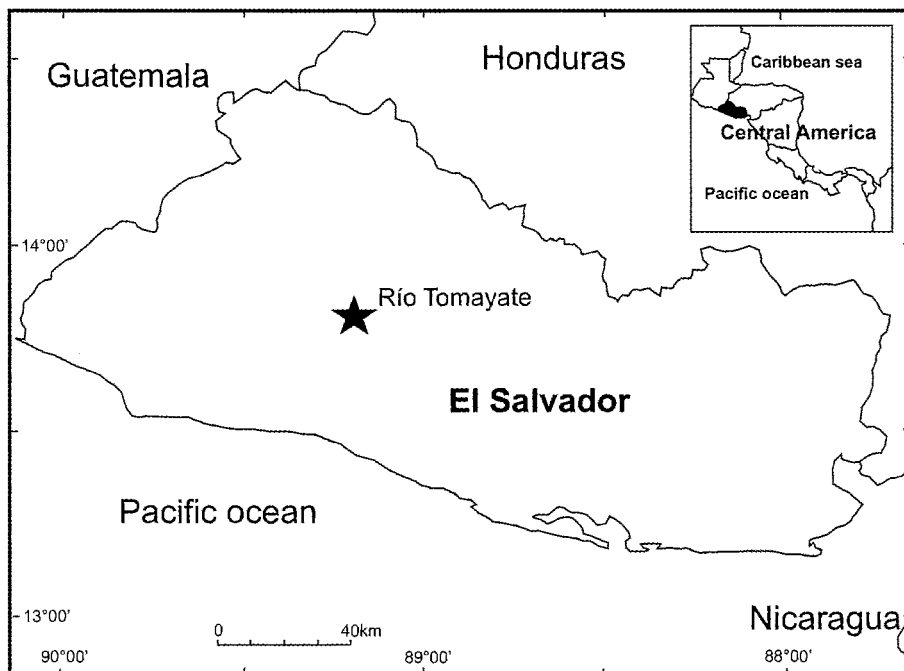 Guatemala
Honduras
Caribbean sea
Central America
Pacific ocean
14°00'
Río Tomayate
El Salvador
Pacific ocean
13°00'
0 40km
Nicaragua
90°00'
89°00'
88°00'